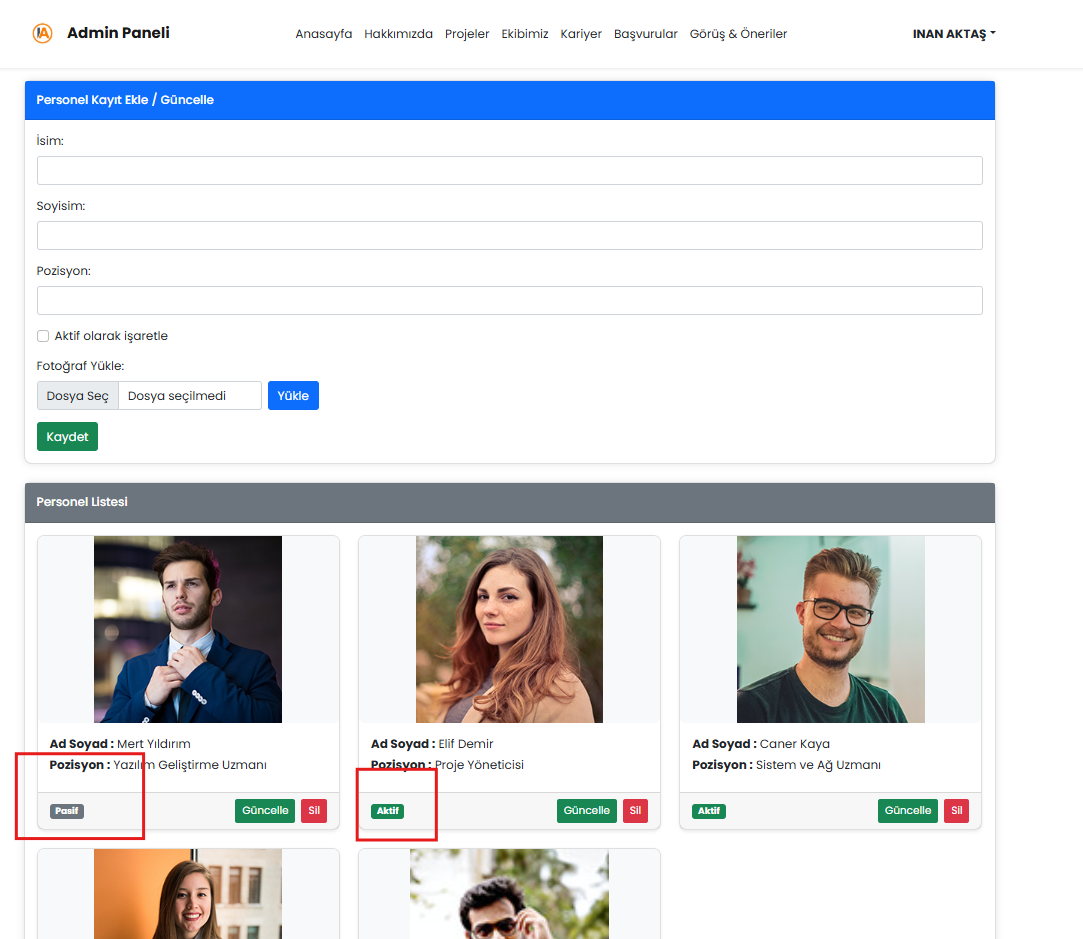 IA Admin Paneli Anasayfa Hakkımızda Projeler Ekibimiz Kariyer Başvurular Görüş & Öneriler INAN AKTAŞ
Personel Kayıt Ekle / Güncelle
İsim:
Soyisim:
Pozisyon:
Aktif olarak işaretle
Fotoğraf Yükle:
Dosya Seç Dosya seçilmedi Yükle
Kaydet
Personel Listesi
Ad Soyad : Mert Yıldırım
Pozisyon : Yazılım Geliştirme Uzmanı
Pasif Güncelle Sil
Ad Soyad : Elif Demir
Pozisyon : Proje Yöneticisi
Aktif Güncelle Sil
Ad Soyad : Caner Kaya
Pozisyon : Sistem ve Ağ Uzmanı
Aktif Güncelle Sil